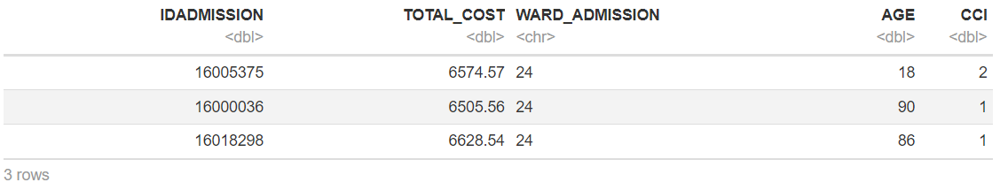 IDADMISSION TOTAL_COST WARD_ADMISSION AGE CCI
<dbl> <dbl> <chr> <dbl> <dbl>
16005375 6574.57 24 18 2
16000036 6505.56 24 90 1
16018298 6628.54 24 86 1
3 rows